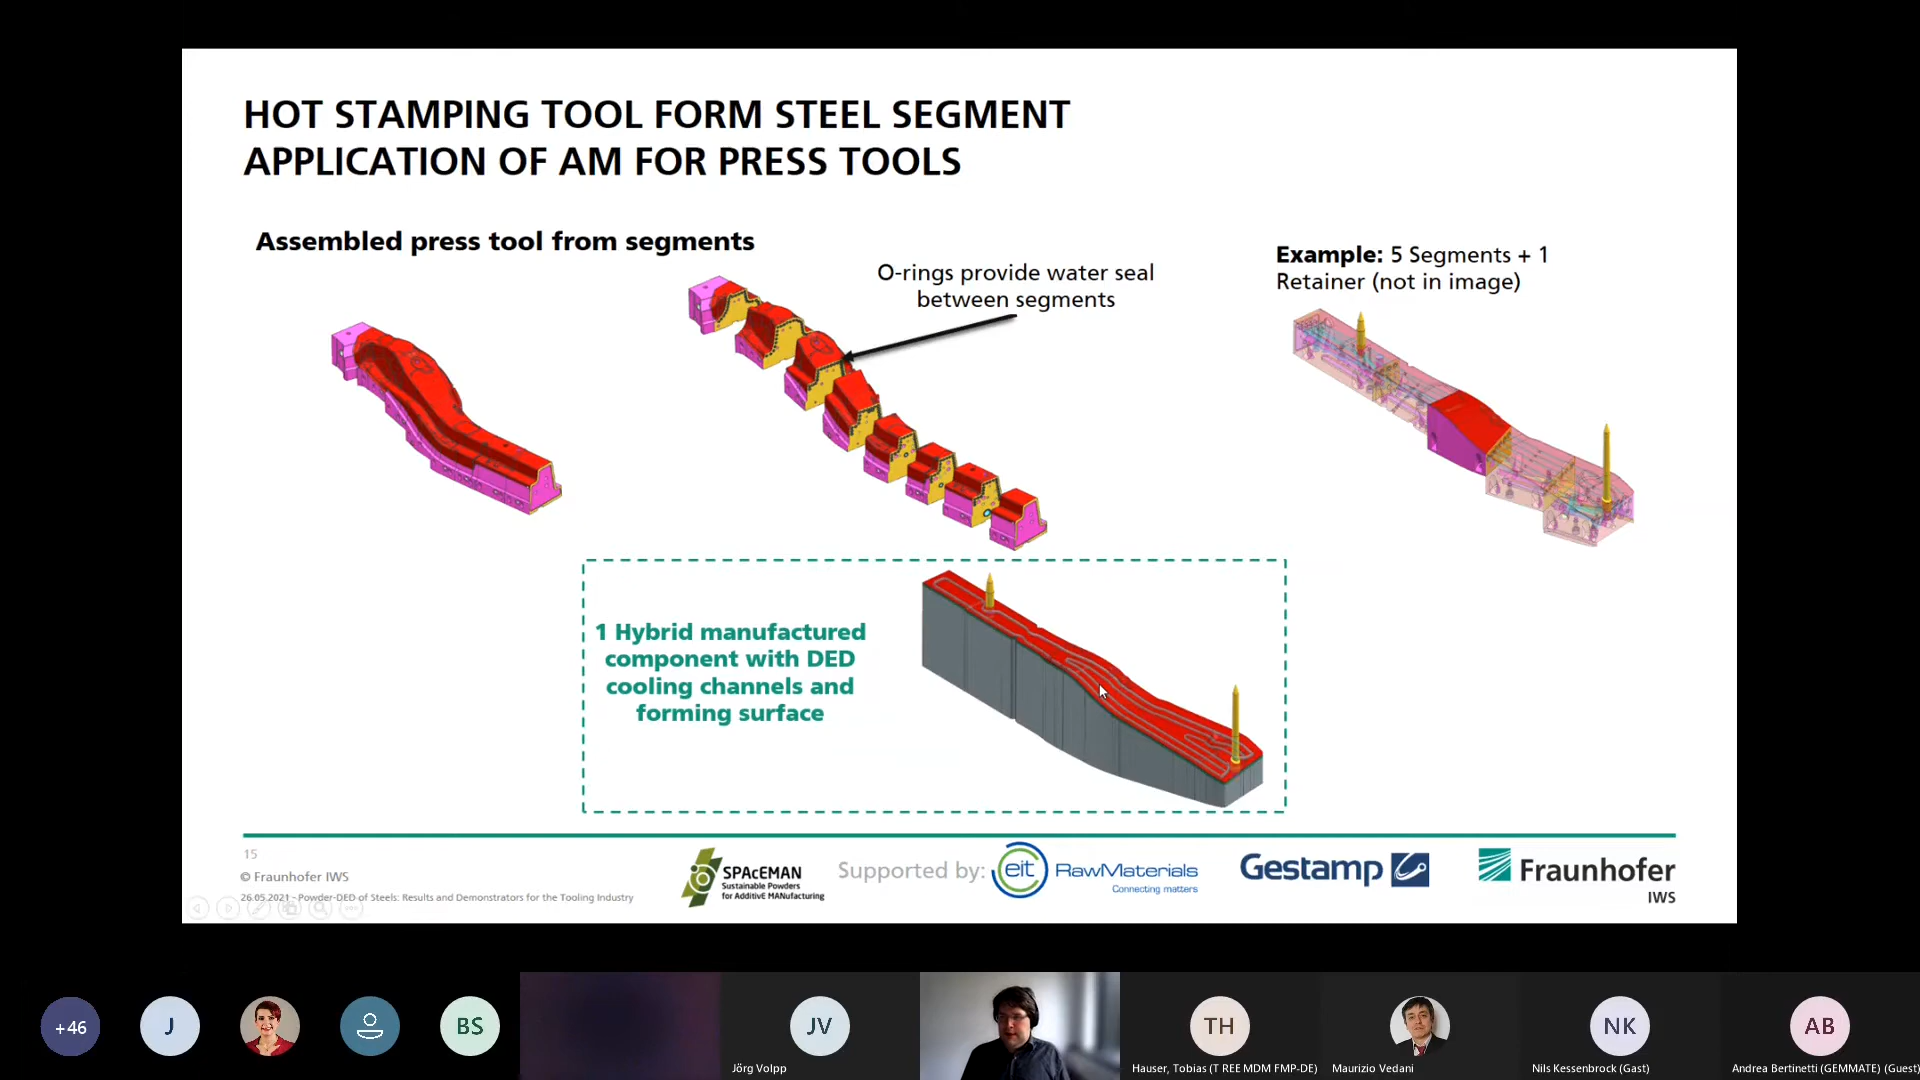 HOT STAMPING TOOL FORM STEEL SEGMENT
APPLICATION OF AM FOR PRESS TOOLS
Assembled press tool from segments
O-rings provide water seal
between segments
Example: 5 Segments + 1
Retainer (not in image)
1 Hybrid manufactured
component with DED
cooling channels and
forming surface
15
© Fraunhofer IWS
26.05.2021 - Powder-DED of Steels: Results and Demonstrators for the Tooling Industry
SPAcEMAN
Sustainable Powders
for AdditivE MANufacturing
Supported by:
eit RawMaterials
Connecting matters
Gestamp
Fraunhofer
IWS
+46
J
BS
JV
Jörg Volpp
TH
Hauser, Tobias (T REE MDM FMP-DE)
Maurizio Vedani
NK
Nils Kessenbrock (Gast)
AB
Andrea Bertinetti (GEMMATE) (Guest)